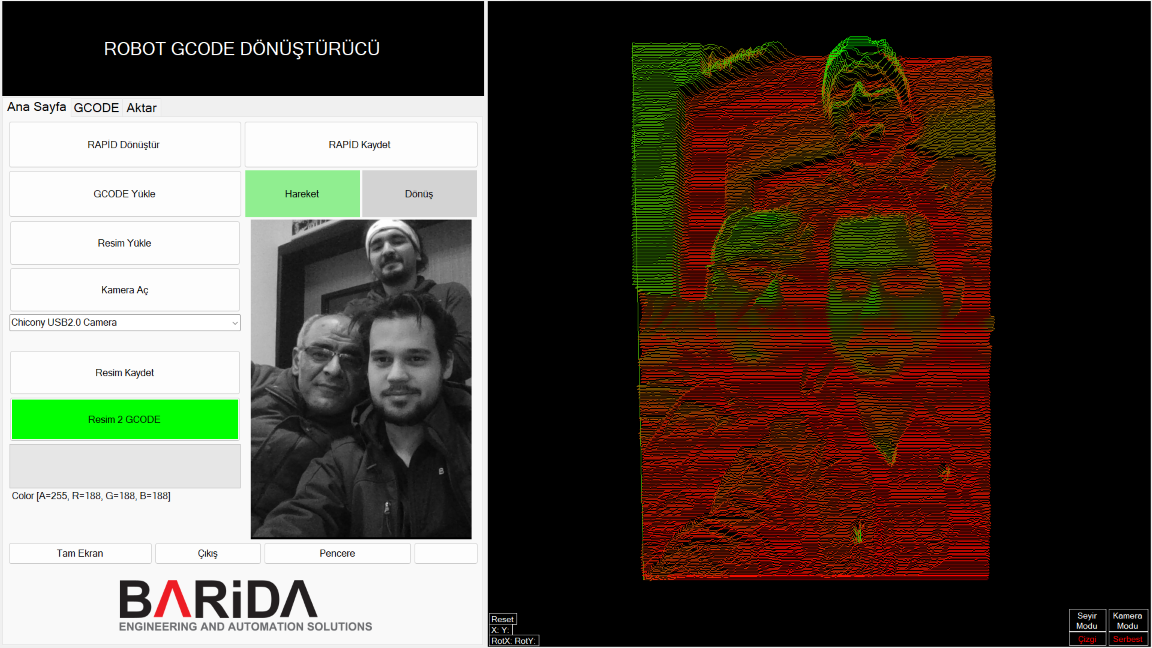 ROBOT GCODE DÖNÜŞTÜRÜCÜ
Ana Sayfa GCODE Aktar
RAPID Dönüştür
RAPID Kaydet
GCODE Yükle
Hareket
Dönüş
Resim Yükle
Kamera Aç
Chicony USB2.0 Camera
Resim Kaydet
Resim 2 GCODE
Color [A=255, R=188, G=188, B=188]
Tam Ekran
Çıkış
Pencere
BARiDA
ENGINEERING AND AUTOMATION SOLUTIONS
Reset
X: Y:
RotX: RotY:
Seyir
Modu
Çizgi
Kamera
Modu
Serbest